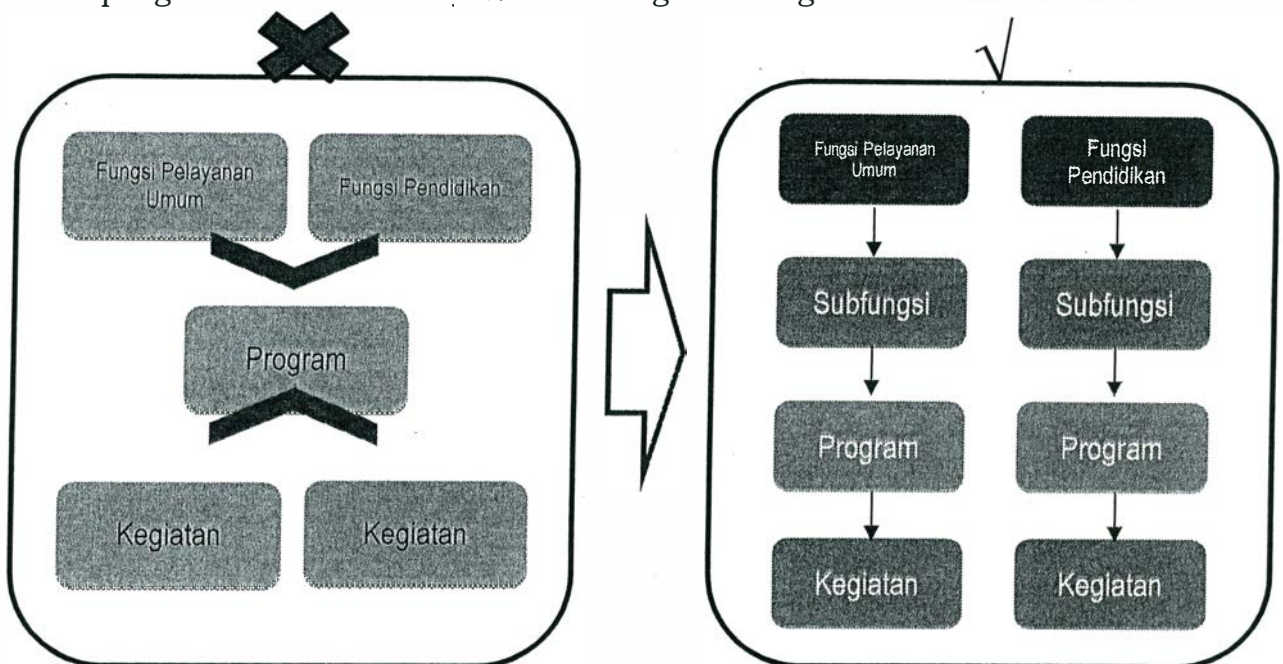 Fungsi Pelayanan
Umum
Fungsi Pendidikan
Program
Kegiatan
Kegiatan
√
Fungsi Pelayanan
Umum
Fungsi
Pendidikan
Subfungsi
Subfungsi
Program
Program
Kegiatan
Kegiatan